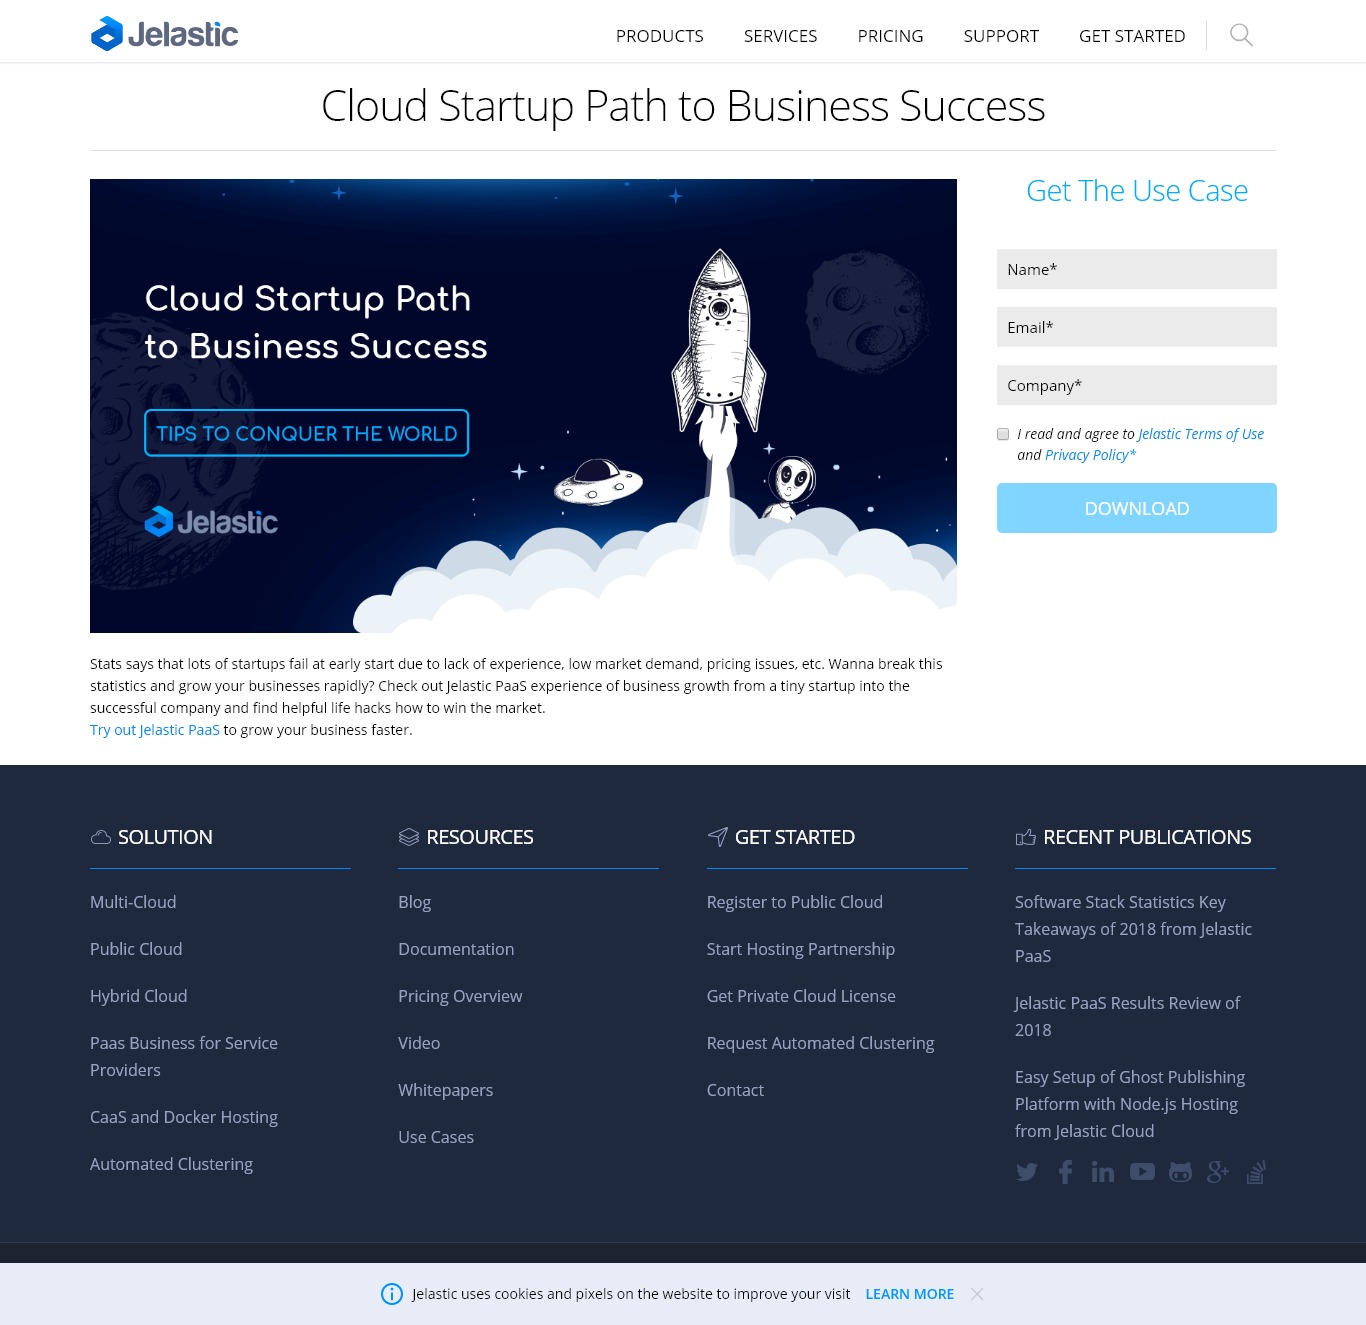 Jelastic
PRODUCTS
SERVICES
PRICING
SUPPORT
GET STARTED
Cloud Startup Path to Business Success
Cloud Startup Path
to Business Success
TIPS TO CONQUER THE WORLD
Jelastic
Get The Use Case
Name*
Email*
Company*
I read and agree to Jelastic Terms of Use
and Privacy Policy*
DOWNLOAD
Stats says that lots of startups fail at early start due to lack of experience, low market demand, pricing issues, etc. Wanna break this
statistics and grow your businesses rapidly? Check out Jelastic PaaS experience of business growth from a tiny startup into the
successful company and find helpful life hacks how to win the market.
Try out Jelastic PaaS to grow your business faster.
SOLUTION
Multi-Cloud
Public Cloud
Hybrid Cloud
Paas Business for Service
Providers
CaaS and Docker Hosting
Automated Clustering
RESOURCES
Blog
Documentation
Pricing Overview
Video
Whitepapers
Use Cases
GET STARTED
Register to Public Cloud
Start Hosting Partnership
Get Private Cloud License
Request Automated Clustering
Contact
RECENT PUBLICATIONS
Software Stack Statistics Key
Takeaways of 2018 from Jelastic
PaaS
Jelastic PaaS Results Review of
2018
Easy Setup of Ghost Publishing
Platform with Node.js Hosting
from Jelastic Cloud
Jelastic uses cookies and pixels on the website to improve your visit LEARN MORE